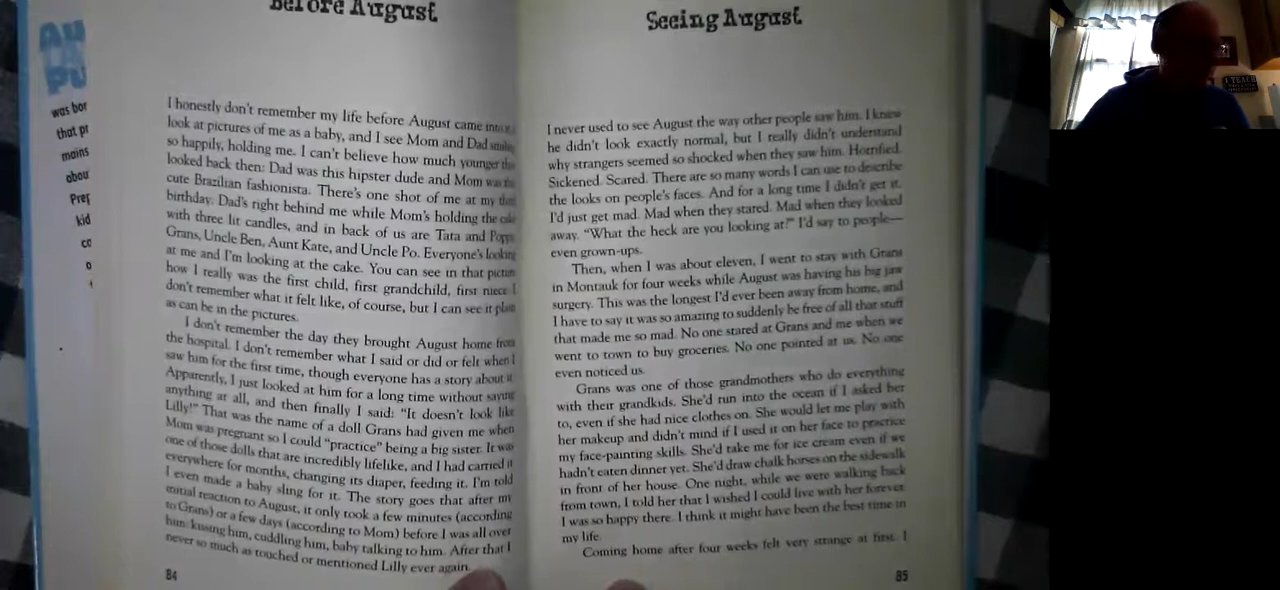 Before August
I honestly don't remember my life before August came into
look at pictures of me as a baby, and I see Mom and Dad smiling
so happily, holding me. I can't believe how much younger they
looked back then: Dad was this hipster dude and Mom was this
cute Brazilian fashionista. There's one shot of me at my third
birthday: Dad's right behind me while Mom's holding the cake
with three lit candles, and in back of us are Tata and Poppa,
Grans, Uncle Ben, Aunt Kate, and Uncle Po. Everyone's looking
at me and I'm looking at the cake. You can see in that picture
how I really was the first child, first grandchild, first niece. I
don't remember what it felt like, of course, but I can see it plain
as can be in the pictures.
I don't remember the day they brought August home from
the hospital. I don't remember what I said or did or felt when I
saw him for the first time, though everyone has a story about it.
Apparently, I just looked at him for a long time without saying
anything at all, and then finally I said: "It doesn't look like
Lilly!" That was the name of a doll Grans had given me when
Mom was pregnant so I could "practice" being a big sister. It was
one of those dolls that are incredibly lifelike, and I had carried it
everywhere for months, changing its diaper, feeding it. I'm told
I even made a baby sling for it. The story goes that after my
initial reaction to August, it only took a few minutes (according
to Grans) or a few days (according to Mom) before I was all over
him: kissing him, cuddling him, baby talking to him. After that I
never so much as touched or mentioned Lilly ever again.
84
Seeing August
I never used to see August the way other people saw him. I knew
he didn't look exactly normal, but I really didn't understand
why strangers seemed so shocked when they saw him. Horrified.
Sickened. Scared. There are so many words I can use to describe
the looks on people's faces. And for a long time I didn't get it.
I'd just get mad. Mad when they stared. Mad when they looked
away. "What the heck are you looking at?" I'd say to people—
even grown-ups.
Then, when I was about eleven, I went to stay with Grans
in Montauk for four weeks while August was having his big jaw
surgery. This was the longest I'd ever been away from home, and
I have to say it was so amazing to suddenly be free of all that stuff
that made me so mad. No one stared at Grans and me when we
went to town to buy groceries. No one pointed at us. No one
even noticed us.
Grans was one of those grandmothers who do everything
with their grandkids. She'd run into the ocean if I asked her
to, even if she had nice clothes on. She would let me play with
her makeup and didn't mind if I used it on her face to practice
my face-painting skills. She'd take me for ice cream even if we
hadn't eaten dinner yet. She'd draw chalk horses on the sidewalk
in front of her house. One night, while we were walking back
from town, I told her that I wished I could live with her forever.
I was so happy there. I think it might have been the best time in
my life.
Coming home after four weeks felt very strange at first. I
85
AU
PU
was bor
that pr
mains
abou
Pref
kid
co
I TEACH